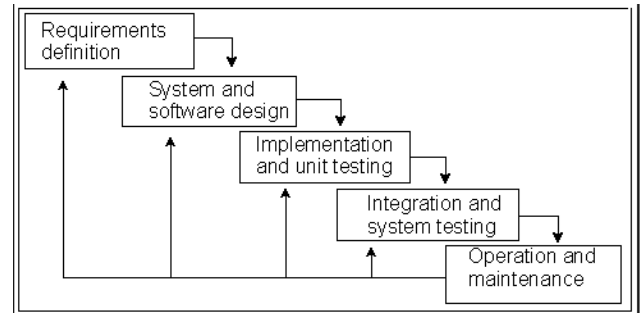 Requirements
definition
System and
software design
Implementation
and unit testing
Integration and
system testing
Operation and
maintenance